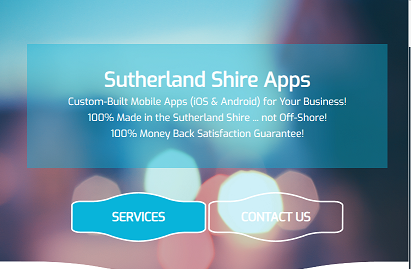 Sutherland Shire Apps
Custom-Built Mobile Apps (iOS & Android) for Your Business!
100% Made in the Sutherland Shire ... not Off-Shore!
100% Money Back Satisfaction Guarantee!
SERVICES
CONTACT US